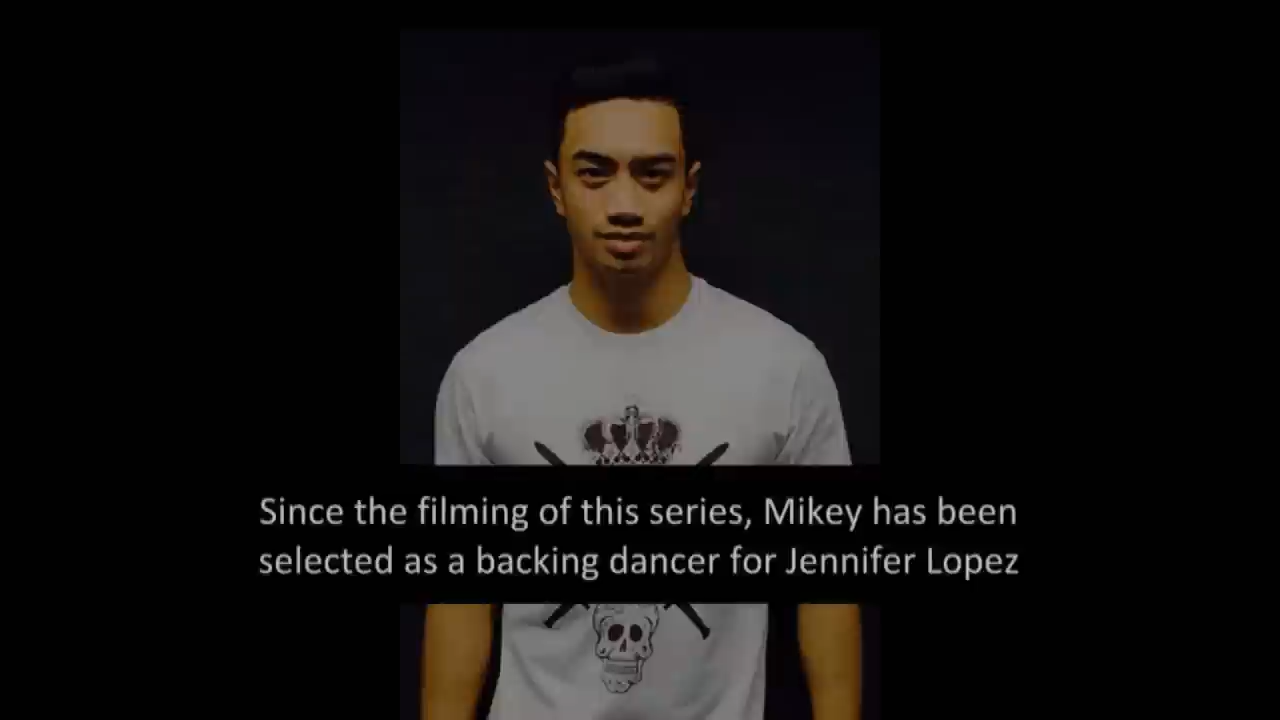 Since the filming of this series, Mikey has been
selected as a backing dancer for Jennifer Lopez